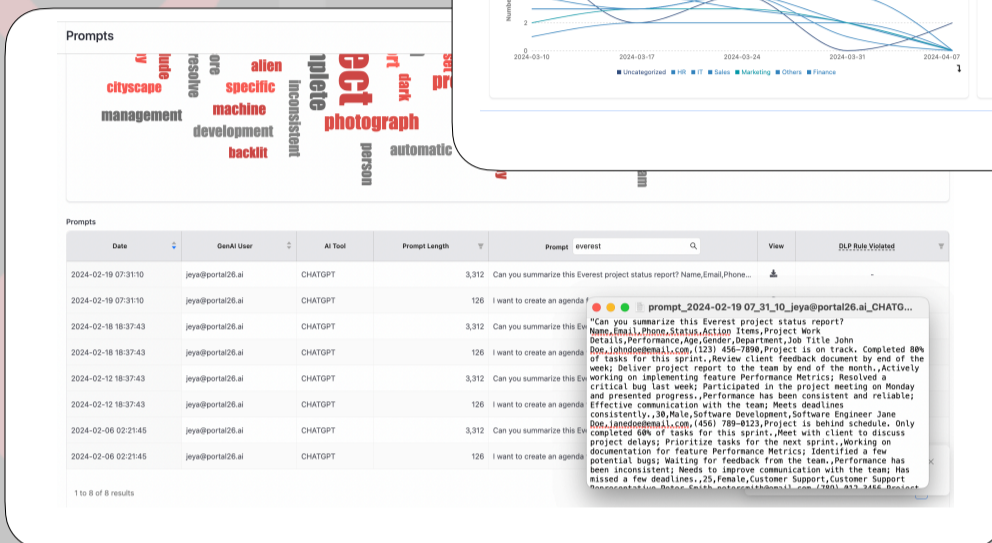 Prompts
cityscape
management
alien
specific
machine
development
backlit
resolve
inconsistent
photograph
dark
person
automatic
2
0
2024-03-10 2024-03-17 2024-03-24 2024-03-31 2024-04-07
Uncategorized HR IT Sales Marketing Others Finance
Prompts
Date GenAI User AI Tool Prompt Length Prompt everest View DLP Rule Violated
2024-02-19 07:31:10 jeya@portal26.ai CHATGPT 3,312 Can you summarize this Everest project status report? Name,Email,Phone... -
2024-02-19 07:31:10 jeya@portal26.ai CHATGPT 126 I want to create an agenda
2024-02-18 18:37:43 jeya@portal26.ai CHATGPT 3,312 Can you summarize this
2024-02-18 18:37:43 jeya@portal26.ai CHATGPT 126 I want to create an agenda
2024-02-12 18:37:43 jeya@portal26.ai CHATGPT 3,312 Can you summarize this
2024-02-12 18:37:43 jeya@portal26.ai CHATGPT 126 I want to create an agenda
2024-02-06 02:21:45 jeya@portal26.ai CHATGPT 3,312 Can you summarize this
2024-02-06 02:21:45 jeya@portal26.ai CHATGPT 126 I want to create an agenda
1 to 8 of 8 results
prompt_2024-02-19 07_31_10_jeya@portal26.ai_CHATG...
"Can you summarize this Everest project status report?
Name,Email,Phone,Status,Action Items,Project Work
Details,Performance,Age,Gender,Department,Job Title John
Doe,johndoe@email.com,(123) 456-7890,Project is on track. Completed 80%
of tasks for this sprint.,Review client feedback document by end of the
week; Deliver project report to the team by end of the month.,Actively
working on implementing feature Performance Metrics; Resolved a
critical bug last week; Participated in the project meeting on Monday
and presented progress.,Performance has been consistent and reliable;
Effective communication with the team; Meets deadlines
consistently.,30,Male,Software Development,Software Engineer Jane
Doe,janedoe@email.com,(456) 789-0123,Project is behind schedule. Only
completed 60% of tasks for this sprint.,Meet with client to discuss
project delays; Prioritize tasks for the next sprint.,Working on
documentation for feature Performance Metrics; Identified a few
potential bugs; Waiting for feedback from the team.,Performance has
been inconsistent; Needs to improve communication with the team; Has
missed a few deadlines.,25,Female,Customer Support,Customer Support